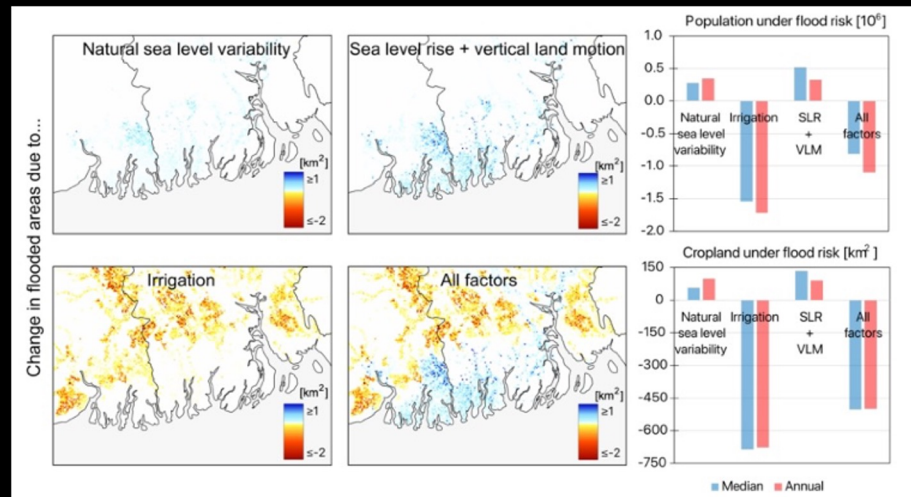 Change in flooded areas due to...
Natural sea level variability
[km²]
≥1
≤-2
Sea level rise + vertical land motion
[km²]
≥1
≤-2
Irrigation
[km²]
≥1
≤-2
All factors
[km²]
≥1
≤-2
Population under flood risk [10⁶]
1.0
0.5
0.0
-0.5
-1.0
-1.5
-2.0
Natural
sea level
variability
Irrigation
SLR
+
VLM
All
factors
Cropland under flood risk [km²]
150
0
-150
-300
-450
-600
-750
Natural
sea level
variability
Irrigation
SLR
+
VLM
All
factors
Median
Annual